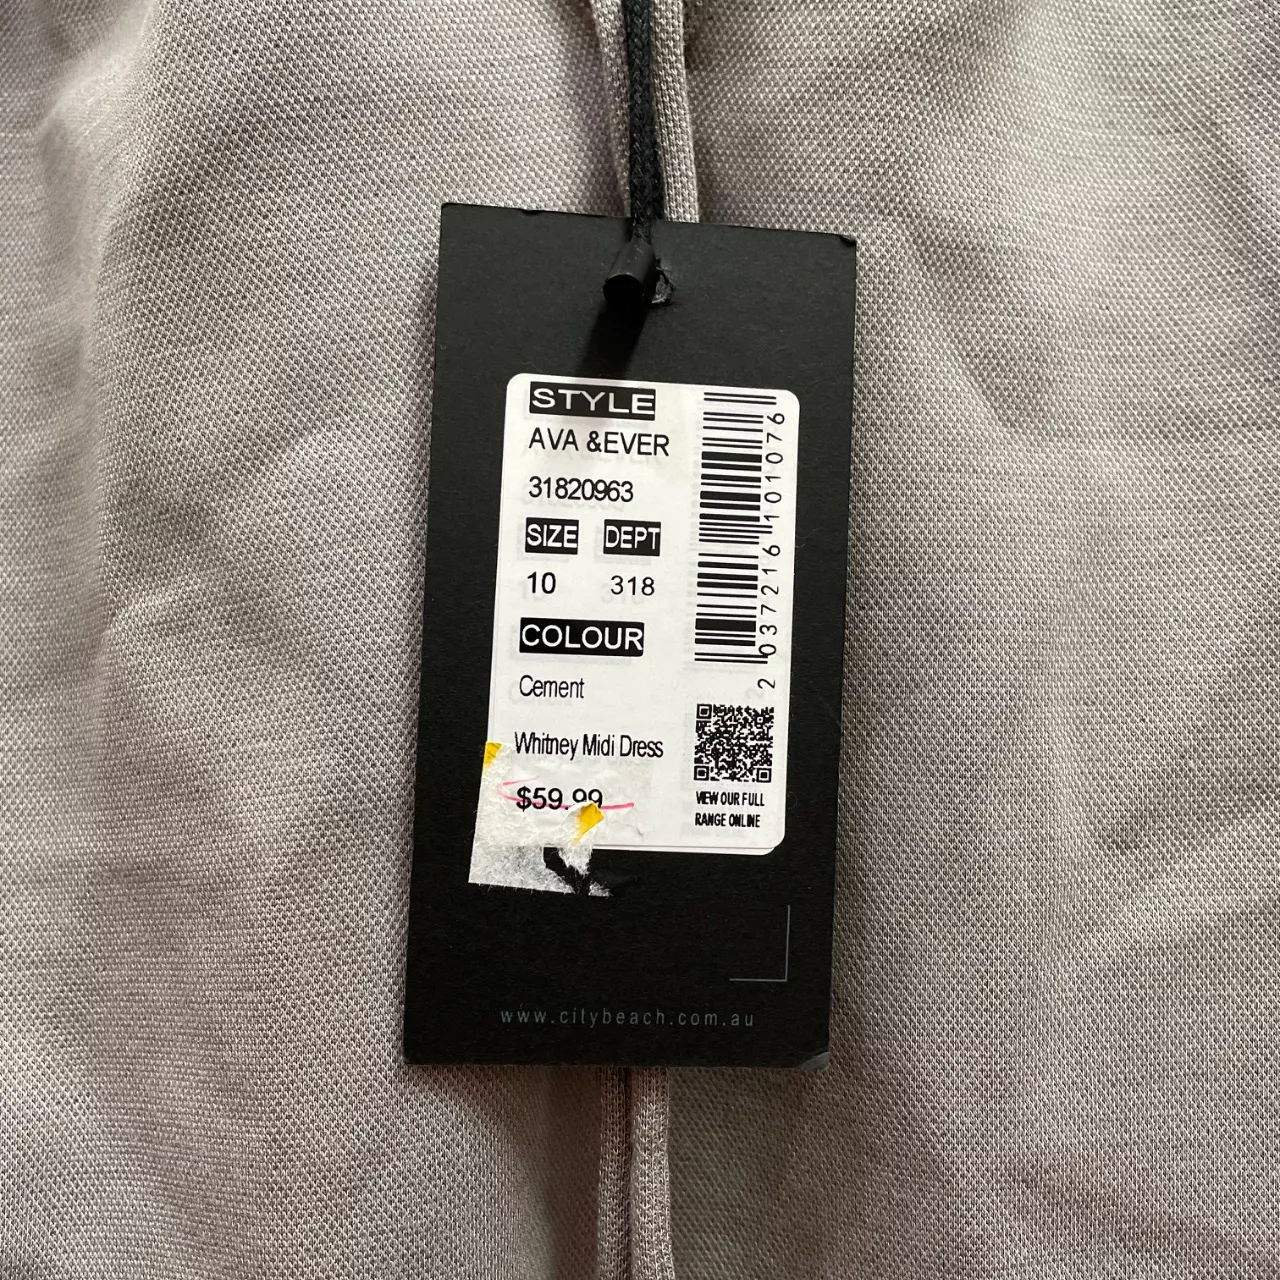 STYLE
AVA &EVER
31820963
SIZE DEPT
10 318
COLOUR
Cement
Whitney Midi Dress
$59.99
2 037216 101076
VIEW OUR FULL
RANGE ONLINE
www.citybeach.com.au